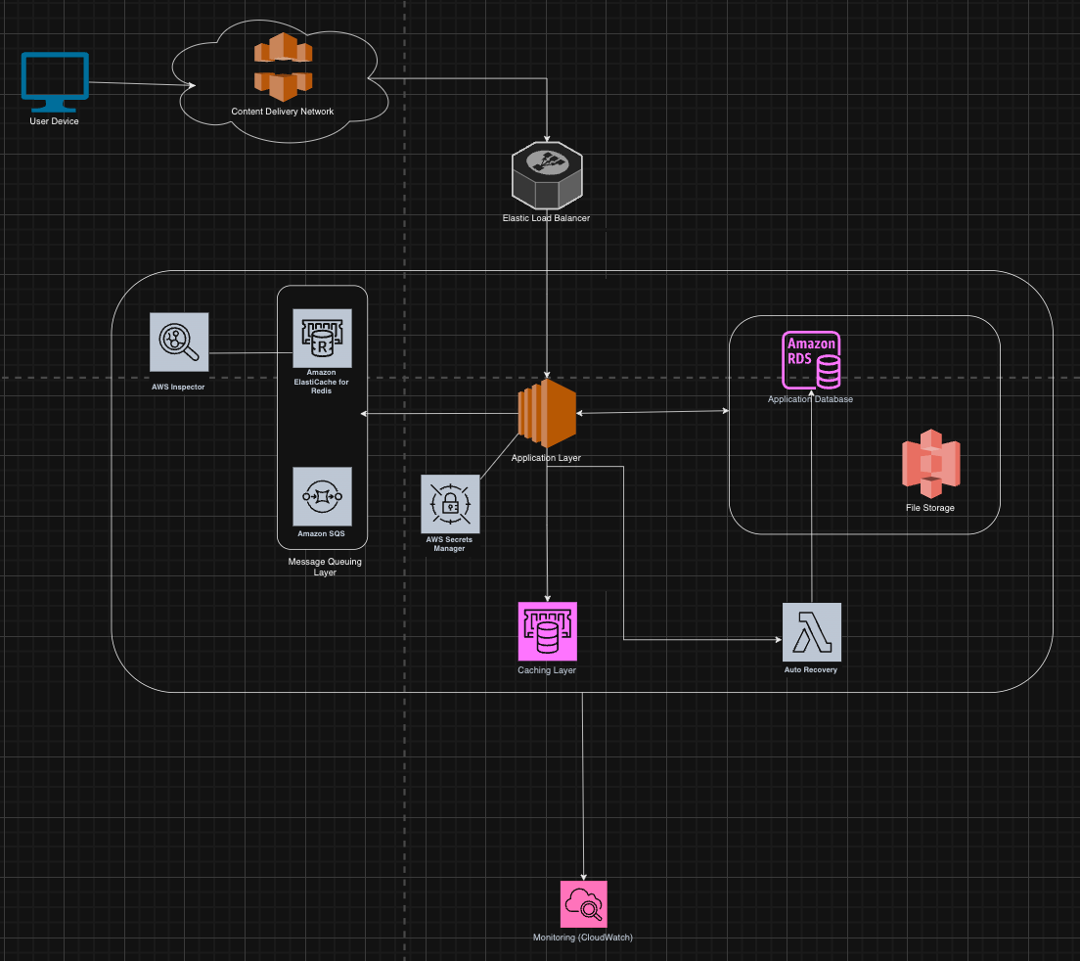 User Device
Content Delivery Network
Elastic Load Balancer
AWS Inspector
R
Amazon
ElastiCache for
Redis
Amazon SQS
Message Queuing
Layer
Application Layer
AWS Secrets
Manager
Caching Layer
Amazon
RDS
Application Database
File Storage
Auto Recovery
Monitoring (CloudWatch)